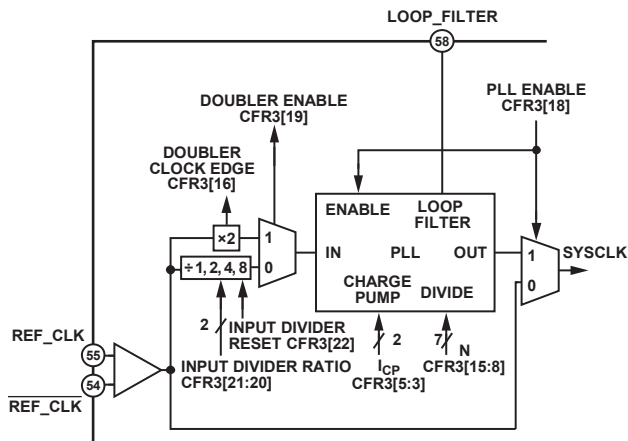 LOOP_FILTER
58
DOUBLER ENABLE
CFR3[19]
PLL ENABLE
CFR3[18]
DOUBLER
CLOCK EDGE
CFR3[16]
ENABLE
LOOP
FILTER
×2
1
IN
PLL
OUT
1
SYSCLK
÷ 1, 2, 4, 8
0
0
CHARGE
PUMP
DIVIDE
2
INPUT DIVIDER
RESET CFR3[22]
2
7
N
CFR3[15:8]
REF_CLK
55
INPUT DIVIDER RATIO
CFR3[21:20]
ICP
CFR3[5:3]
54
REF_CLK